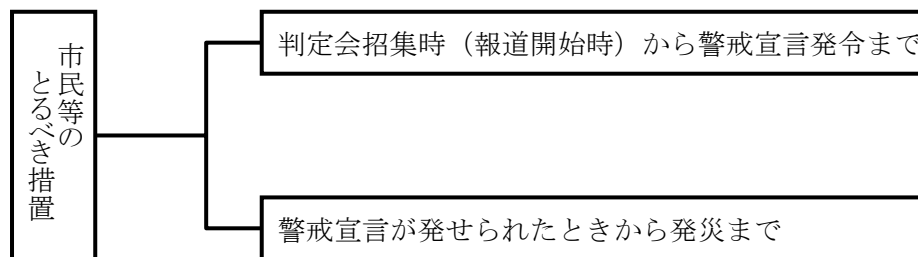 市民等の
とるべき措置
判定会招集時（報道開始時）から警戒宣言発令まで
警戒宣言が発せられたときから発災まで